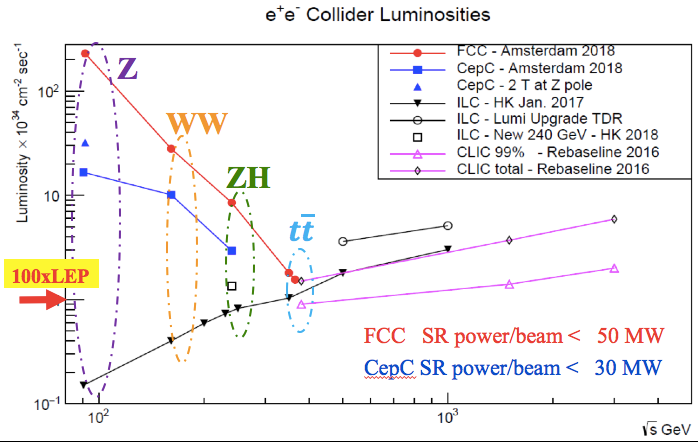 e+e- Collider Luminosities
Luminosity × 10^34 cm^-2 sec^-1
10^2
10
1
10^-1
10^2
10^3
√s GeV
FCC - Amsterdam 2018
CepC - Amsterdam 2018
CepC - 2 T at Z pole
ILC - HK Jan. 2017
ILC - Lumi Upgrade TDR
ILC - New 240 GeV - HK 2018
CLIC 99% - Rebaseline 2016
CLIC total - Rebaseline 2016
Z
WW
ZH
tt̄
100xLEP
FCC SR power/beam < 50 MW
CepC SR power/beam < 30 MW